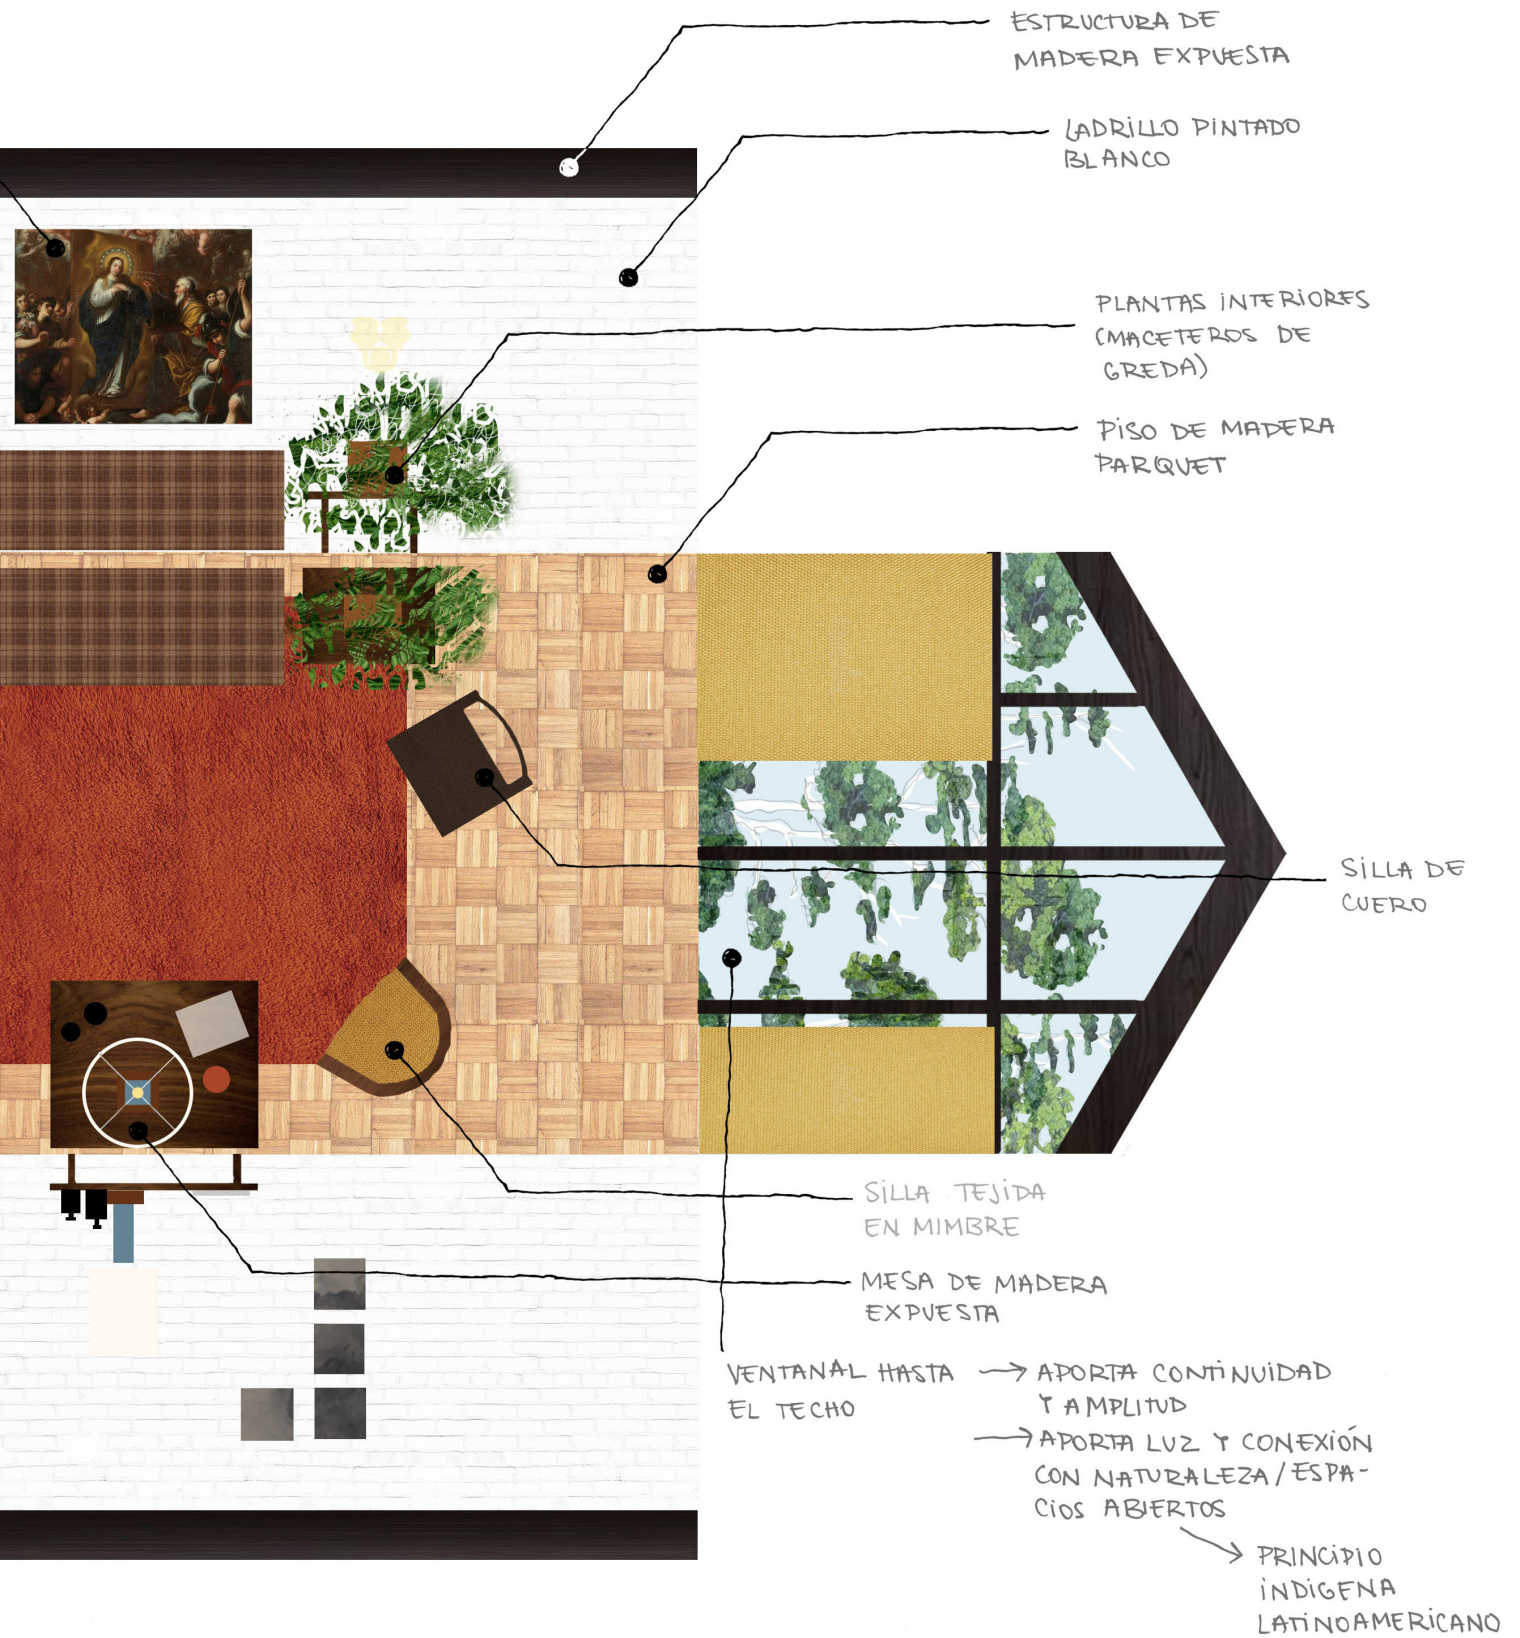 ESTRUCTURA DE
MADERA EXPUESTA
LADRILLO PINTADO
BLANCO
PLANTAS INTERIORES
(MACETEROS DE
GREDA)
PISO DE MADERA
PARQUET
SILLA DE
CUERO
SILLA TEJIDA
EN MIMBRE
MESA DE MADERA
EXPUESTA
VENTANAL HASTA → APORTA CONTINUIDAD
EL TECHO Y AMPLITUD
→ APORTA LUZ Y CONEXIÓN
CON NATURALEZA/ESPA-
CIOS ABIERTOS
→ PRINCIPIO
INDIGENA
LATINOAMERICANO